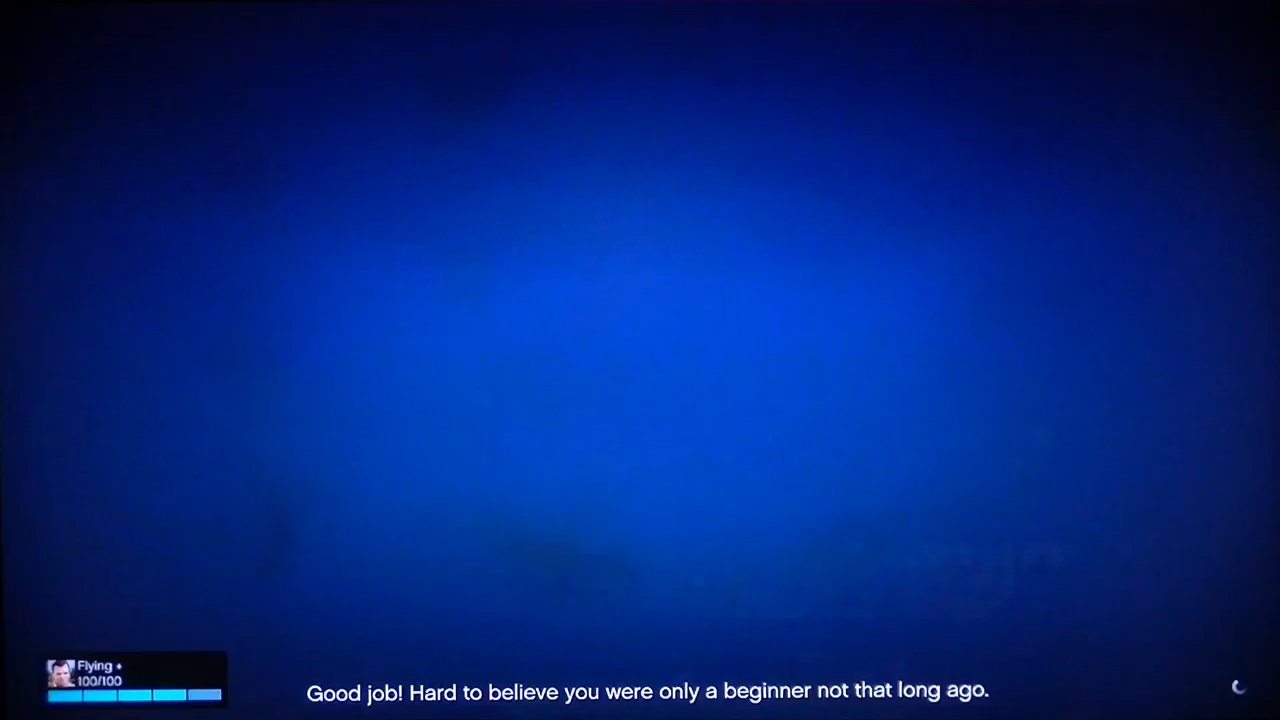 Flying +
100/100
Good job! Hard to believe you were only a beginner not that long ago.